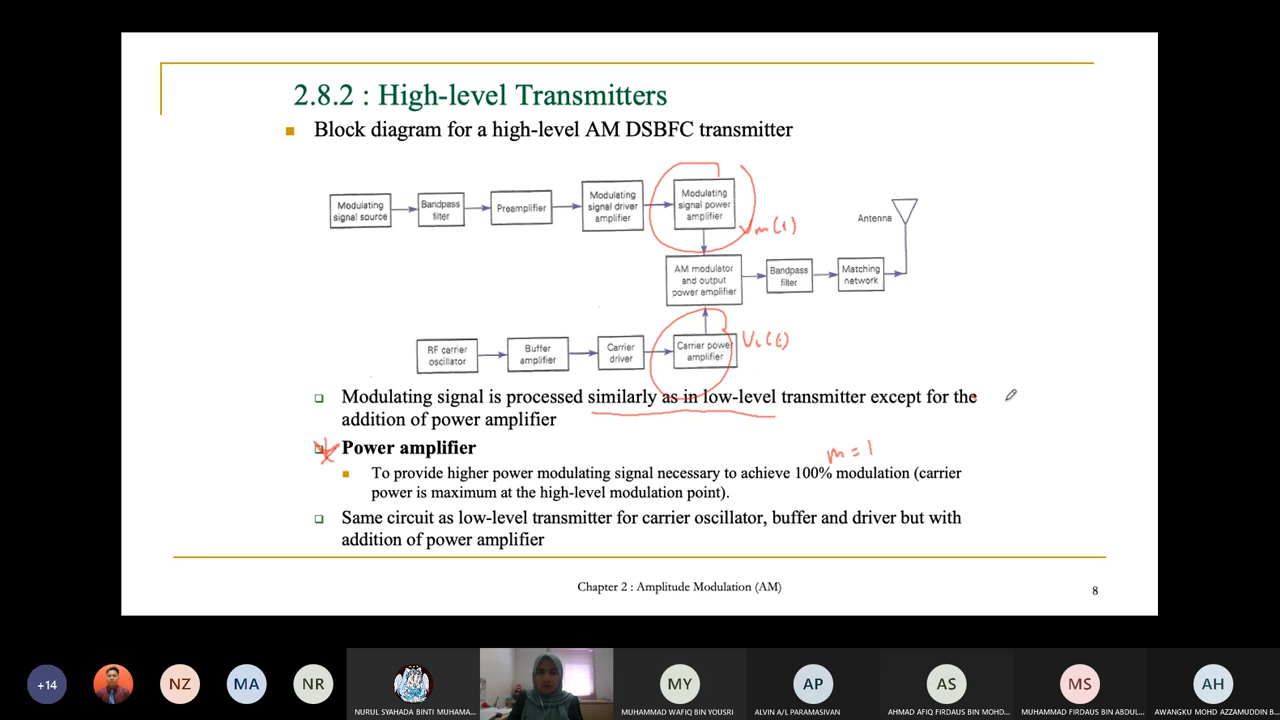 2.8.2 : High-level Transmitters
Block diagram for a high-level AM DSBFC transmitter
Modulating
signal source
Bandpass
filter
Preamplifier
Modulating
signal driver
amplifier
Modulating
signal power
amplifier
Vm(t)
Antenna
AM modulator
and output
power amplifier
Bandpass
filter
Matching
network
RF carrier
oscillator
Buffer
amplifier
Carrier
driver
Carrier power
amplifier
Vc(t)
Modulating signal is processed similarly as in low-level transmitter except for the
addition of power amplifier
Power amplifier
m = 1
To provide higher power modulating signal necessary to achieve 100% modulation (carrier
power is maximum at the high-level modulation point).
Same circuit as low-level transmitter for carrier oscillator, buffer and driver but with
addition of power amplifier
Chapter 2 : Amplitude Modulation (AM)
8
+14
NZ
MA
NR
NURUL SYAHADA BINTI MUHAMA...
MY
MUHAMMAD WAFIQ BIN YOUSRI
AP
ALVIN A/L PARAMASIVAN
AS
AHMAD AFIQ FIRDAUS BIN MOHD...
MS
MUHAMMAD FIRDAUS BIN ABDUL...
AH
AWANGKU MOHD AZZAMUDDIN B...